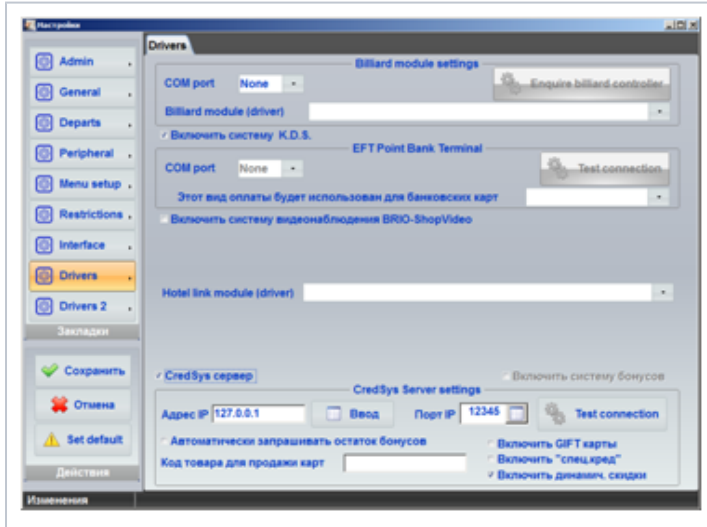 Настройки
Drivers
Admin
General
Departs
Peripheral
Menu setup
Restrictions
Interface
Drivers
Drivers 2
Закладки
Сохранить
Отмена
Set default
Действия
Billiard module settings
COM port None
Enquire billiard controller
Billiard module (driver)
Включить систему K.D.S.
EFT Point Bank Terminal
COM port None
Test connection
Этот вид оплаты будет использован для банковских карт
Включить систему видеонаблюдения BRIO-ShopVideo
Hotel link module (driver)
CredSys сервер
Включить систему бонусов
CredSys Server settings
Адрес IP 127.0.0.1 Ввод Порт IP 12345 Test connection
Автоматически запрашивать остаток бонусов
Код товара для продажи карт
Включить GIFT карты
Включить "спец.кред"
Включить динамич. скидки
Изменения